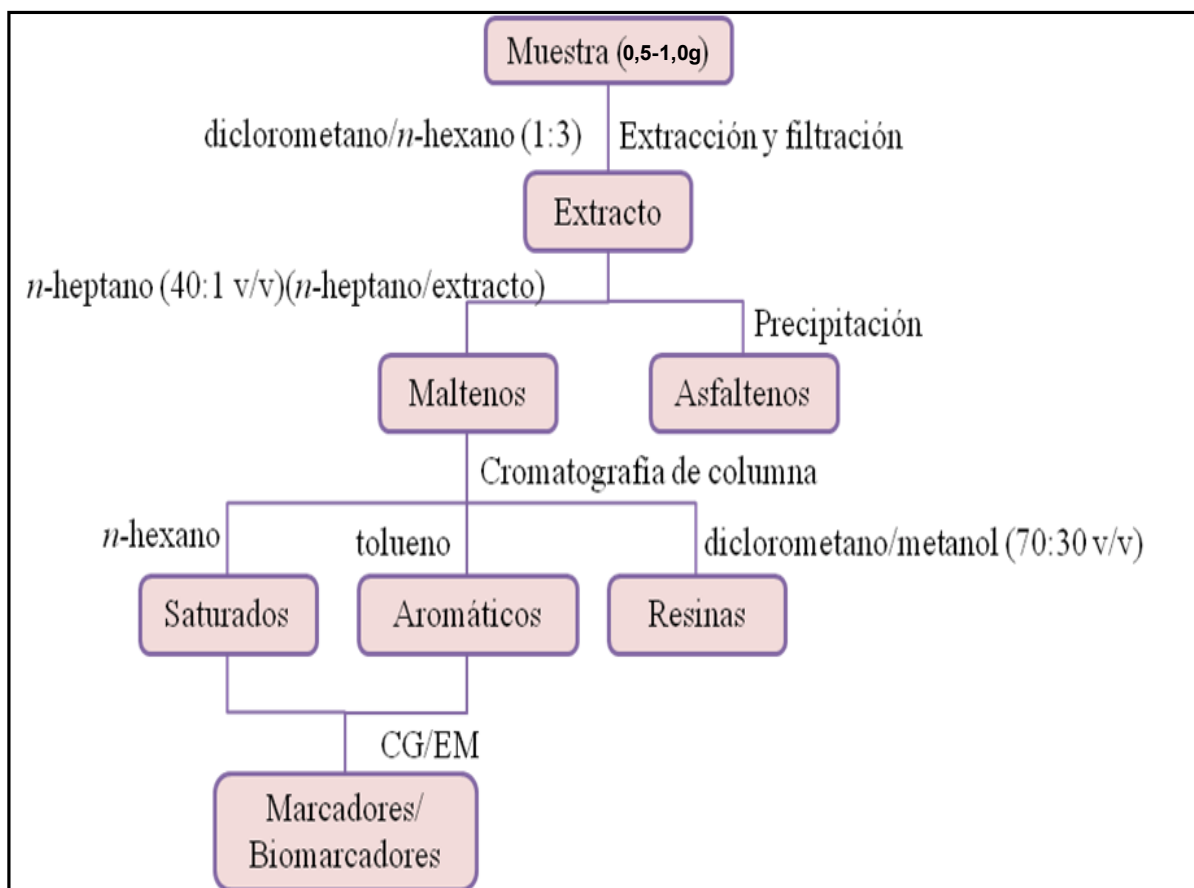 Muestra (0,5-1,0g)
diclorometano/n-hexano (1:3)
Extracción y filtración
Extracto
n-heptano (40:1 v/v)(n-heptano/extracto)
Precipitación
Maltenos
Asfaltenos
Cromatografía de columna
n-hexano
tolueno
diclorometano/metanol (70:30 v/v)
Saturados
Aromáticos
Resinas
CG/EM
Marcadores/
Biomarcadores